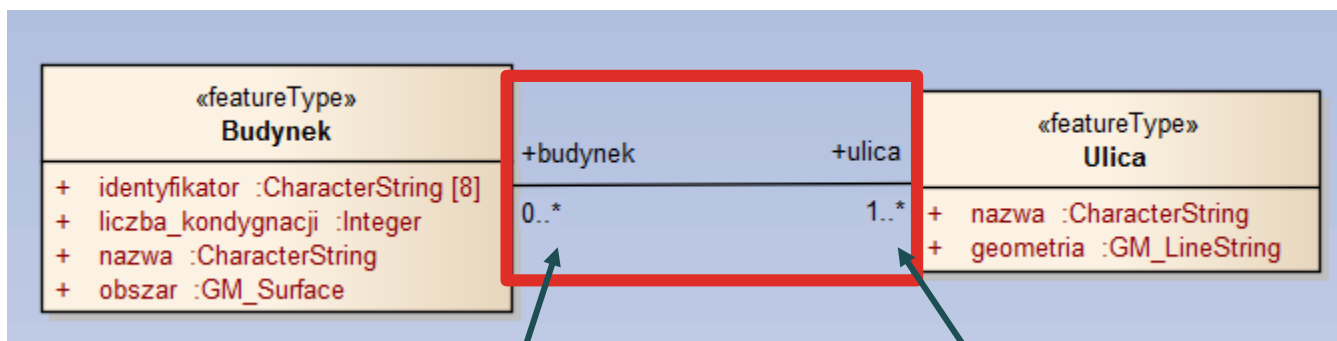 «featureType»
Budynek
+ identyfikator :CharacterString [8]
+ liczba_kondygnacji :Integer
+ nazwa :CharacterString
+ obszar :GM_Surface
+budynek
+ulica
0..*
1..*
«featureType»
Ulica
+ nazwa :CharacterString
+ geometria :GM_LineString